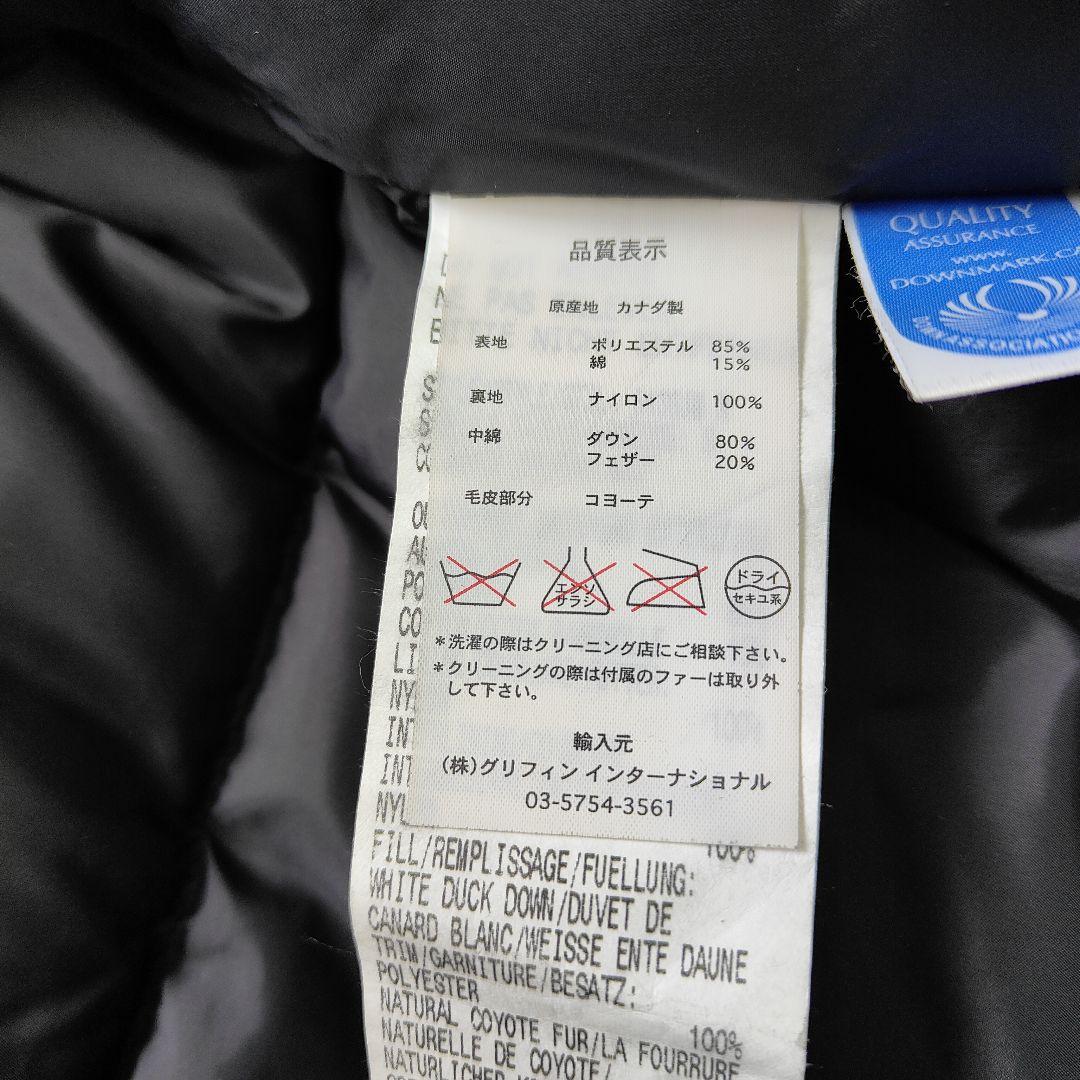 品質表示
原産地 カナダ製
表地 ポリエステル 85%
綿 15%
裏地 ナイロン 100%
中綿 ダウン 80%
フェザー 20%
毛皮部分 コヨーテ
エンソ
サラシ
ドライ
セキユ系
*洗濯の際はクリーニング店にご相談下さい。
*クリーニングの際は付属のファーは取り外
して下さい。
輸入元
(株)グリフィン インターナショナル
03-5754-3561
100%
FILL/REMPLISSAGE/FUELLUNG:
WHITE DUCK DOWN/DUVET DE
CANARD BLANC/WEISSE ENTE DAUNE
TRIM/GARNITURE/BESATZ:
POLYESTER
100%
NATURAL COYOTE FUR/LA FOURRURE
NATURELLE DE COYOTE/
QUALITY
ASSURANCE
www.
DOWNMARK.CA